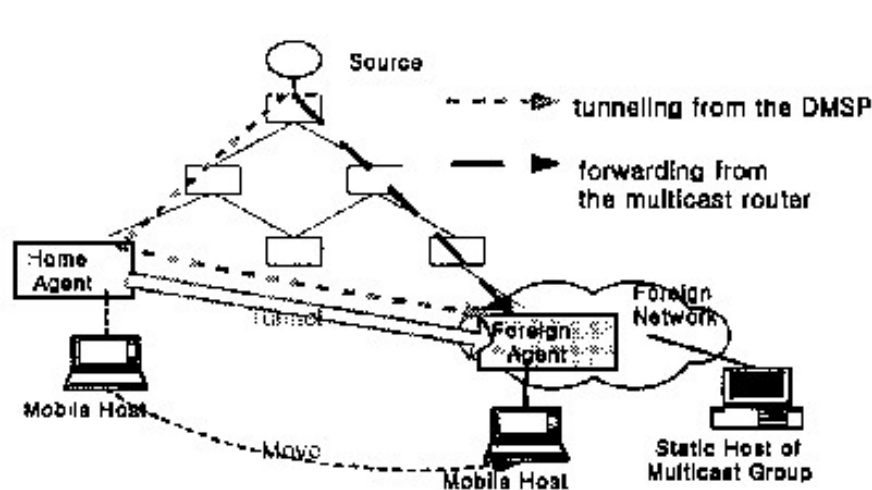 Source
tunneling from the DMSP
forwarding from
the multicast router
Home
Agent
Tunnel
Foreign
Network
Foreign
Agent
Mobile Host
Move
Mobile Host
Static Host of
Multicast Group